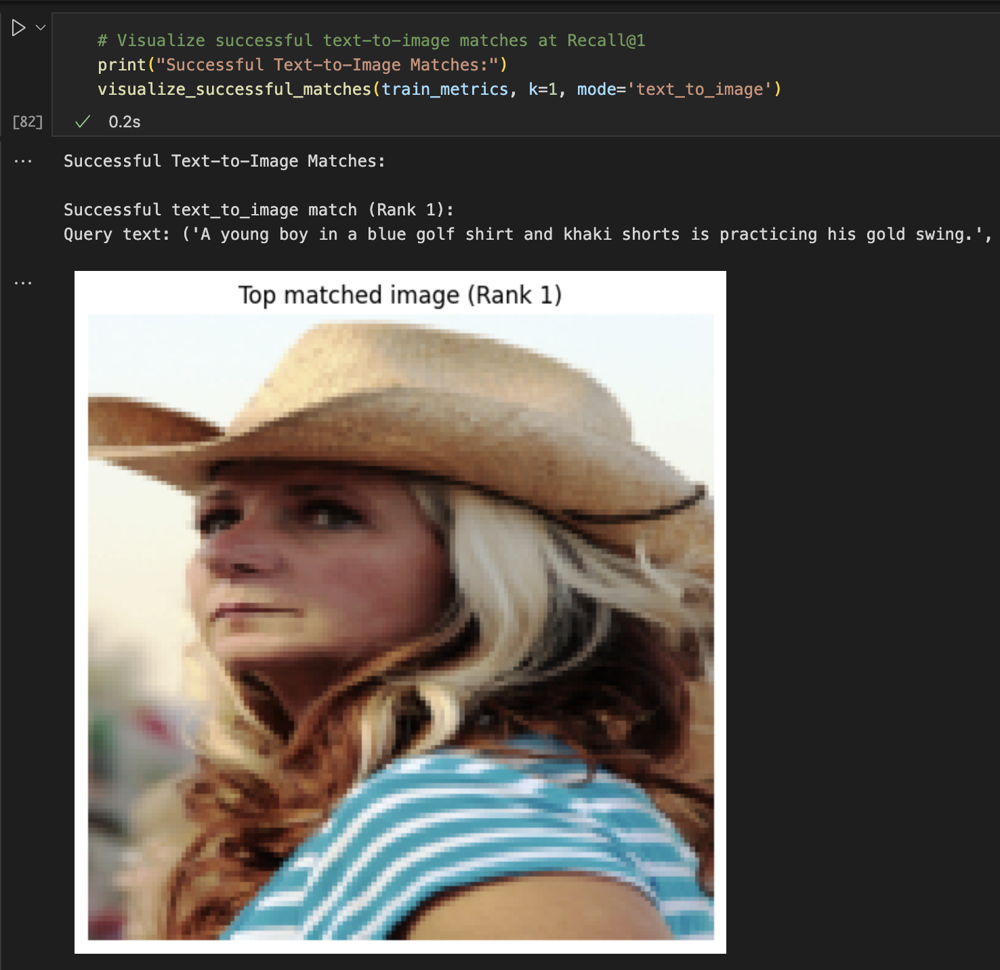 # Visualize successful text-to-image matches at Recall@1
print("Successful Text-to-Image Matches:")
visualize_successful_matches(train_metrics, k=1, mode='text_to_image')
[82]
0.2s
Successful Text-to-Image Matches:
Successful text_to_image match (Rank 1):
Query text: ('A young boy in a blue golf shirt and khaki shorts is practicing his gold swing.',
Top matched image (Rank 1)